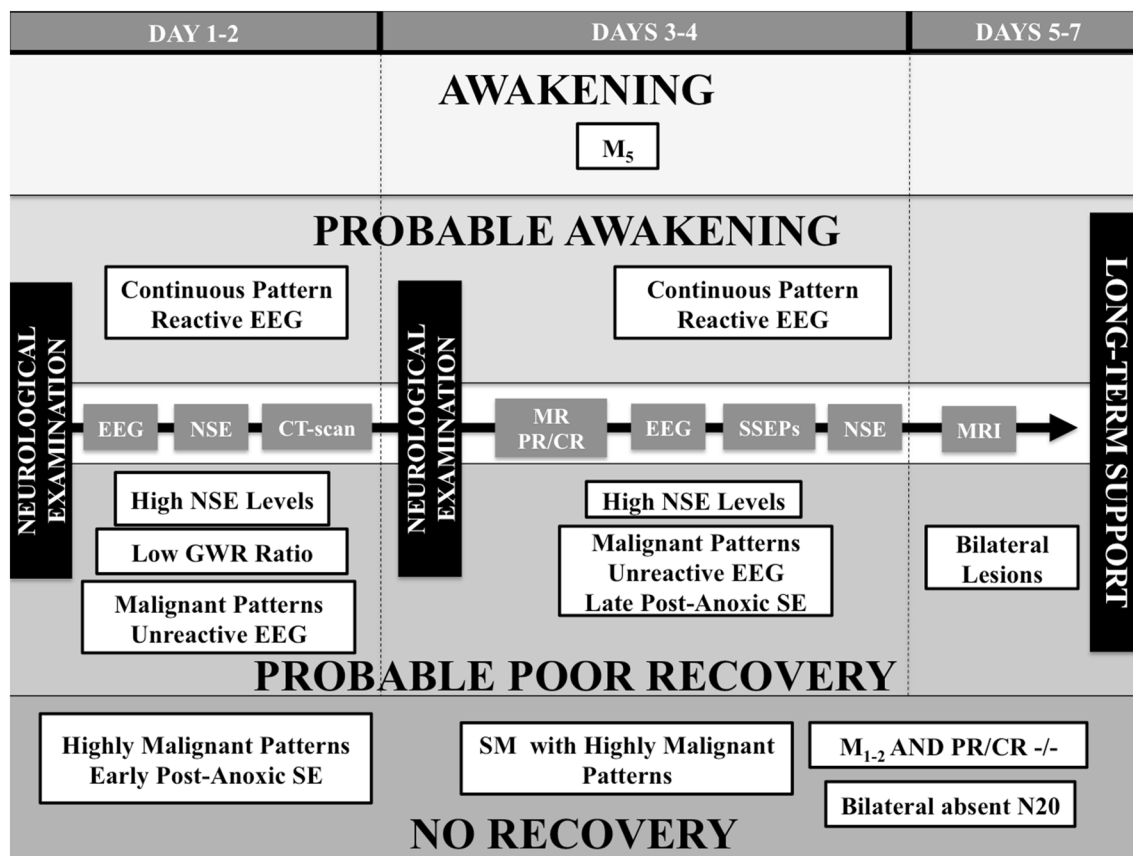 DAY 1-2
DAYS 3-4
DAYS 5-7
AWAKENING
M₅
PROBABLE AWAKENING
Continuous Pattern
Reactive EEG
Continuous Pattern
Reactive EEG
NEUROLOGICAL
EXAMINATION
EEG
NSE
CT-scan
NEUROLOGICAL
EXAMINATION
MR
PR/CR
EEG
SSEPs
NSE
MRI
LONG-TERM SUPPORT
High NSE Levels
Low GWR Ratio
Malignant Patterns
Unreactive EEG
High NSE Levels
Malignant Patterns
Unreactive EEG
Late Post-Anoxic SE
Bilateral
Lesions
PROBABLE POOR RECOVERY
Highly Malignant Patterns
Early Post-Anoxic SE
SM with Highly Malignant
Patterns
M₁₋₂ AND PR/CR -/-
Bilateral absent N20
NO RECOVERY